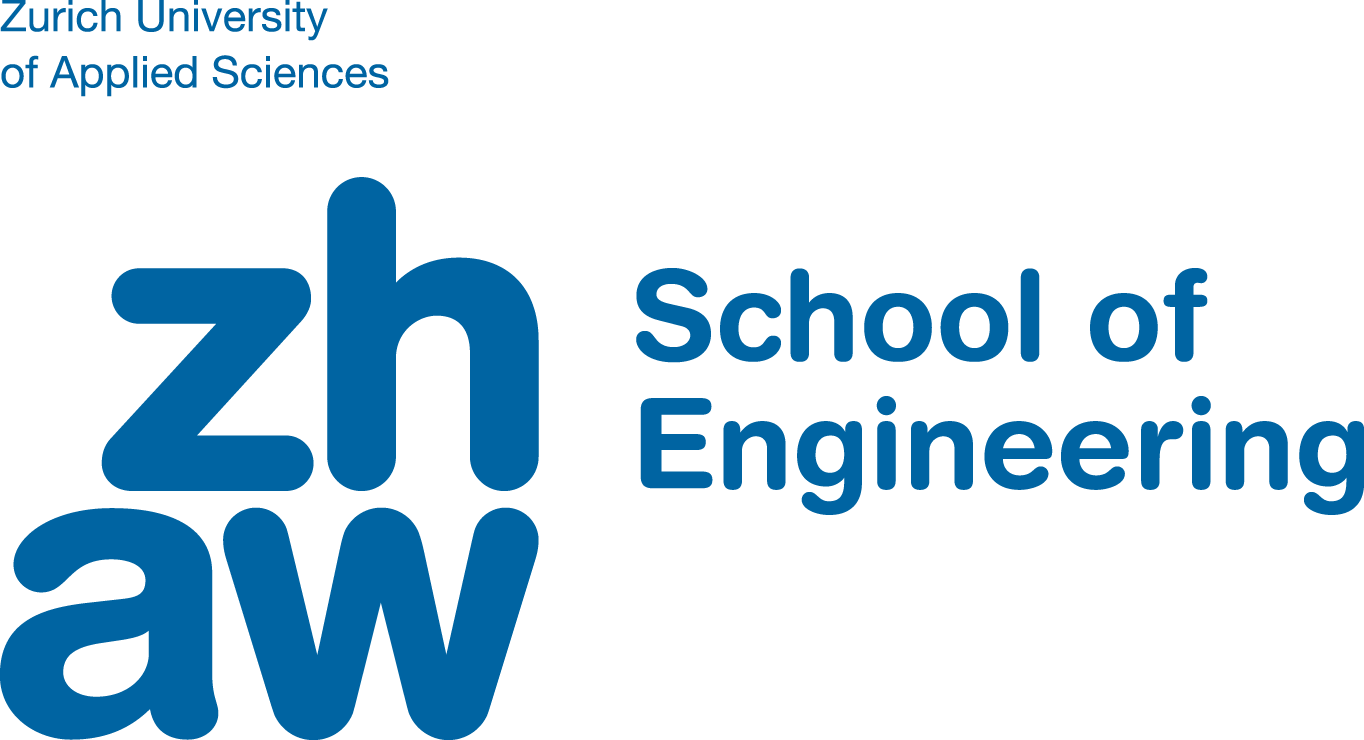 Zurich University
of Applied Sciences
zh
aw
School of
Engineering